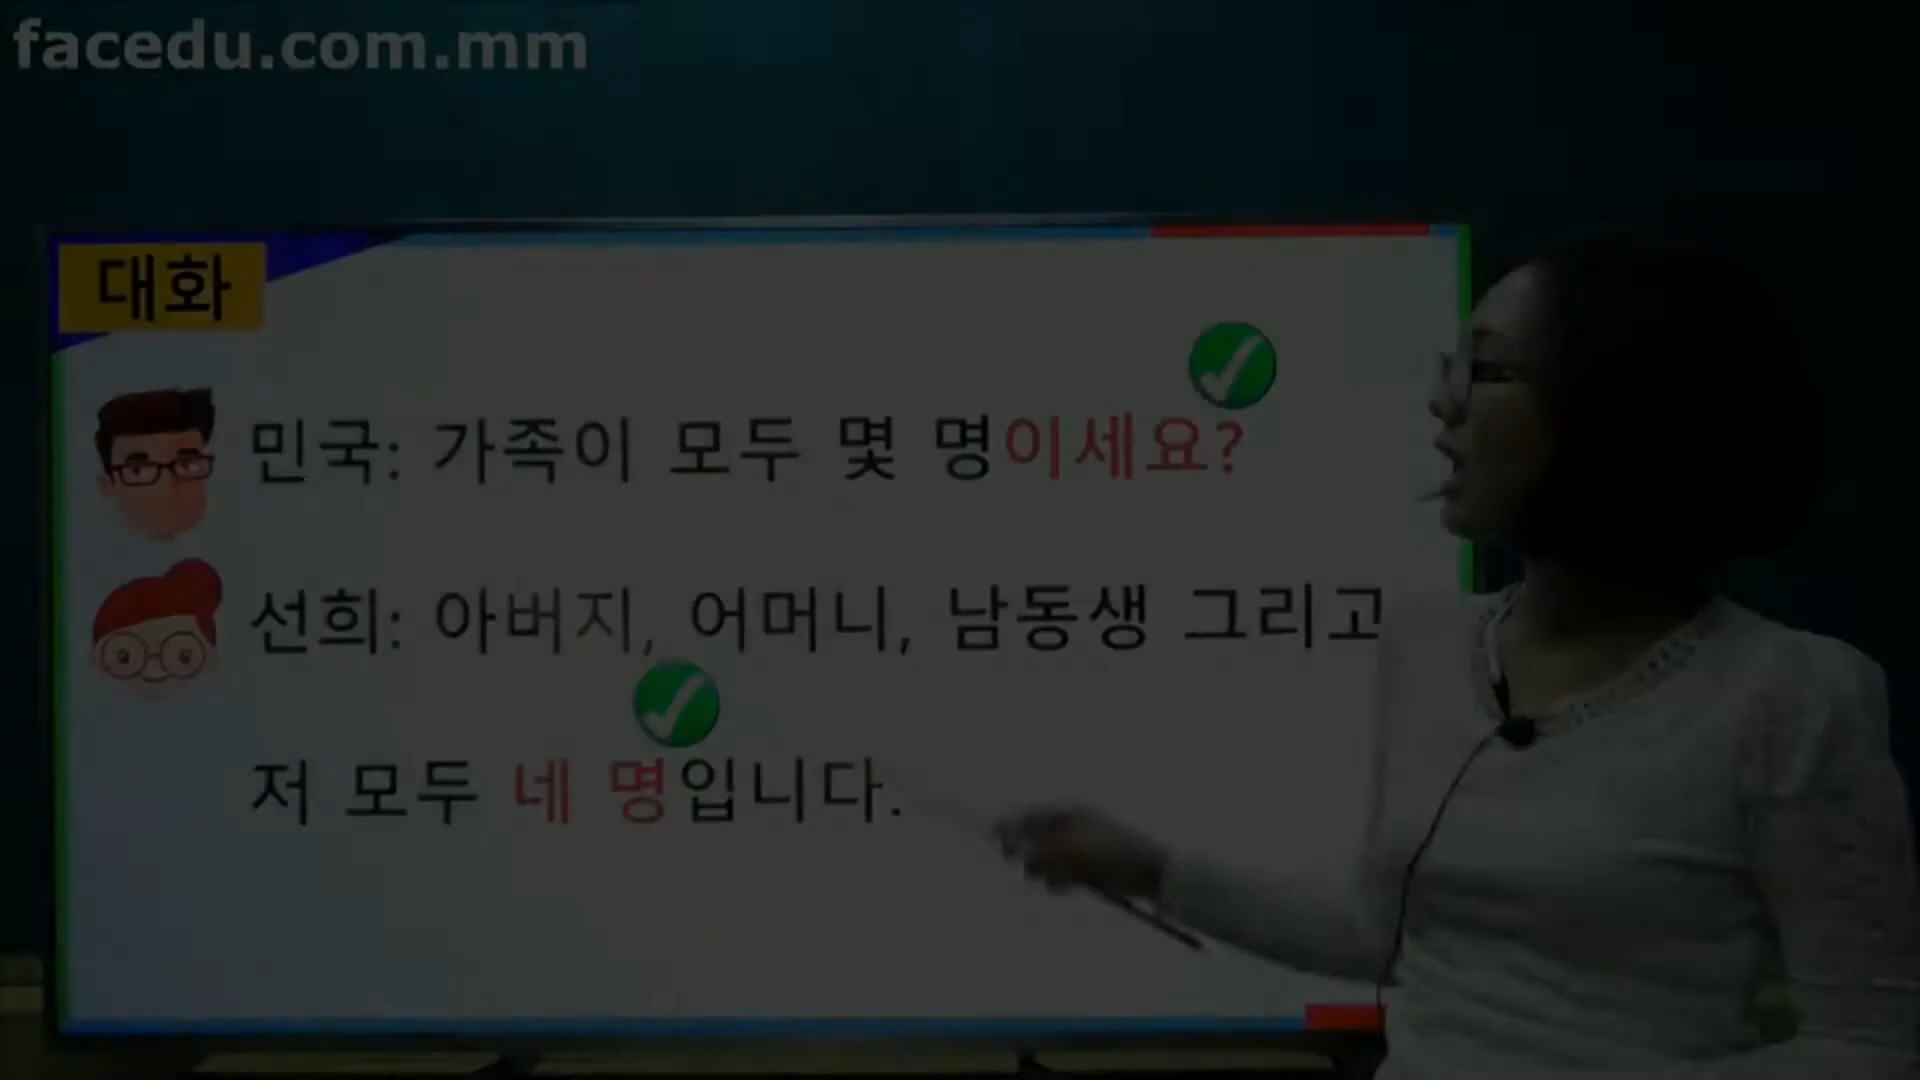 facedu.com.mm
대화
민국: 가족이 모두 몇 명이세요?
선희: 아버지, 어머니, 남동생 그리고
저 모두 네 명입니다.